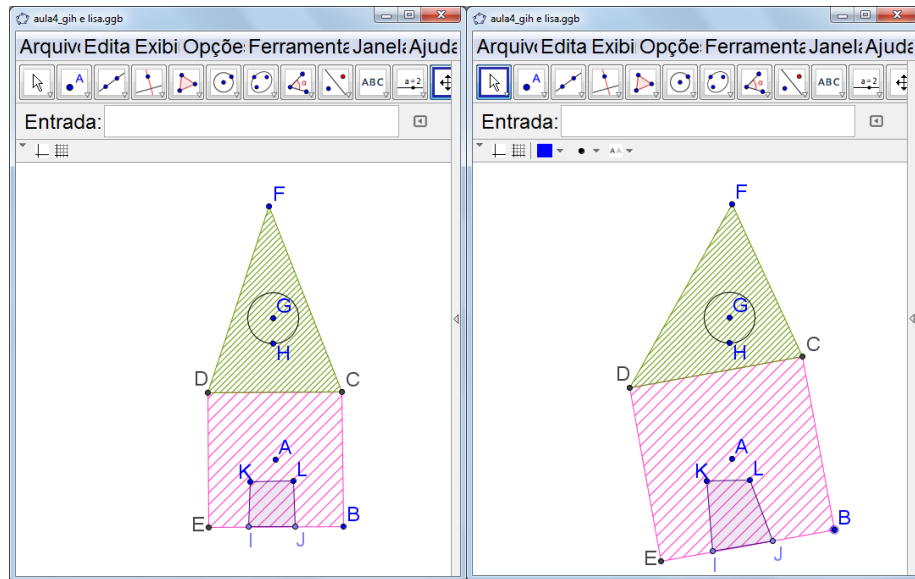 aula4_gih e lisa.ggb
Arquivo Edita Exibi Opções Ferramenta Janela Ajuda
A ABC a=2
Entrada:
F
G
H
D C
A
K L
E B
I J
aula4_gih e lisa.ggb
Arquivo Edita Exibi Opções Ferramenta Janela Ajuda
A ABC a=2
Entrada:
A A
F
G
H
C
D
A
K L
B
E I J